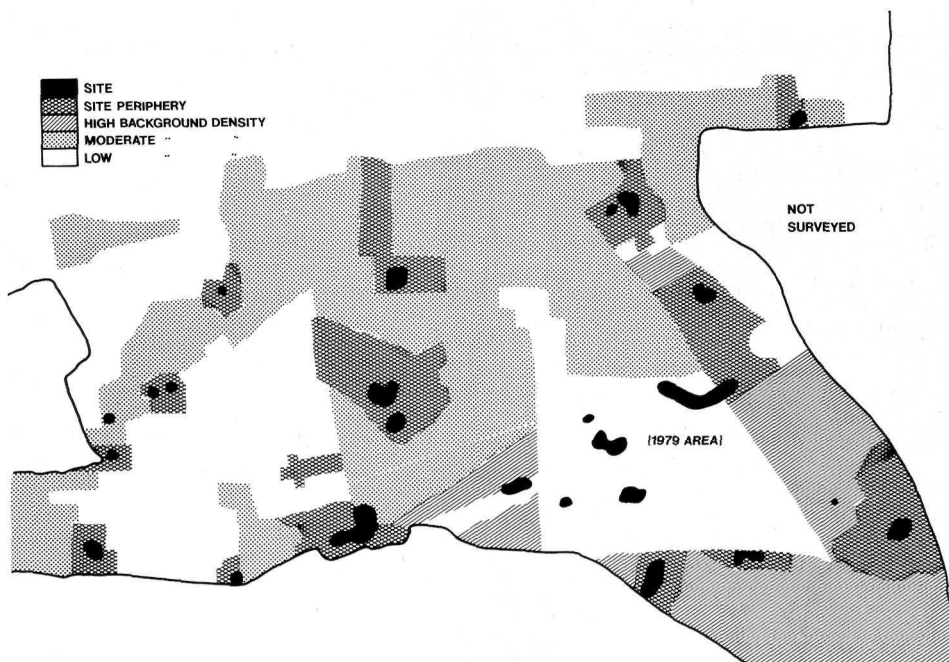 SITE
SITE PERIPHERY
HIGH BACKGROUND DENSITY
MODERATE " "
LOW " "
NOT
SURVEYED
(1979 AREA)